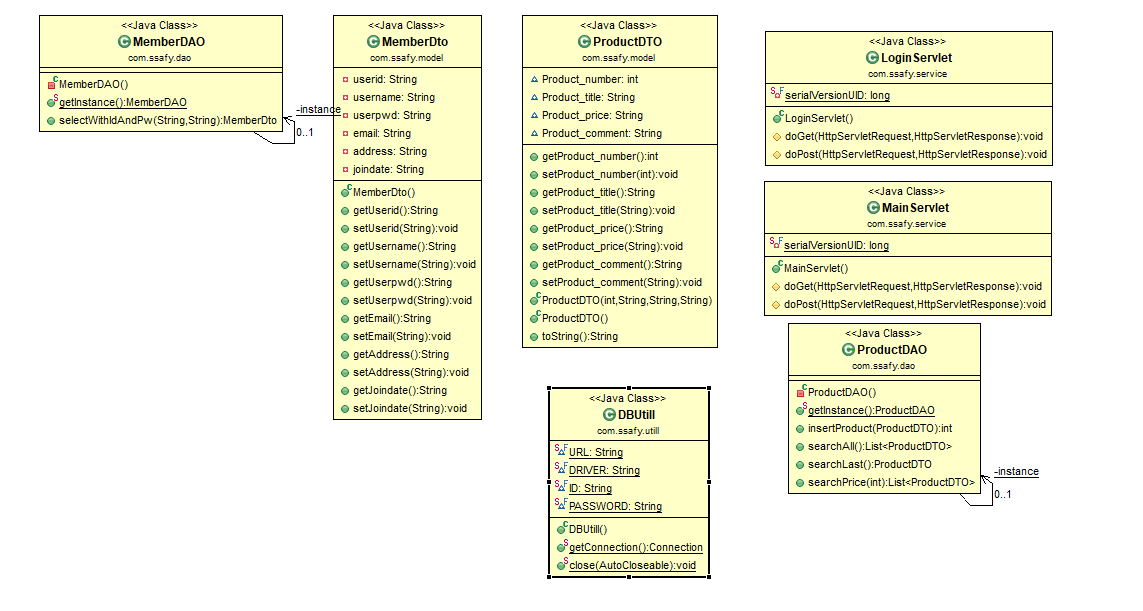 <<Java Class>>
MemberDAO
com.ssafy.dao
MemberDAO()
getInstance():MemberDAO
selectWithIdAndPw(String,String):MemberDto
-instance
0..1
<<Java Class>>
MemberDto
com.ssafy.model
userid: String
username: String
userpwd: String
email: String
address: String
joindate: String
MemberDto()
getUserid():String
setUserid(String):void
getUsername():String
setUsername(String):void
getUserpwd():String
setUserpwd(String):void
getEmail():String
setEmail(String):void
getAddress():String
setAddress(String):void
getJoindate():String
setJoindate(String):void
<<Java Class>>
ProductDTO
com.ssafy.model
Product_number: int
Product_title: String
Product_price: String
Product_comment: String
getProduct_number():int
setProduct_number(int):void
getProduct_title():String
setProduct_title(String):void
getProduct_price():String
setProduct_price(String):void
getProduct_comment():String
setProduct_comment(String):void
ProductDTO(int,String,String,String)
ProductDTO()
toString():String
<<Java Class>>
LoginServlet
com.ssafy.service
serialVersionUID: long
LoginServlet()
doGet(HttpServletRequest,HttpServletResponse):void
doPost(HttpServletRequest,HttpServletResponse):void
<<Java Class>>
MainServlet
com.ssafy.service
serialVersionUID: long
MainServlet()
doGet(HttpServletRequest,HttpServletResponse):void
doPost(HttpServletRequest,HttpServletResponse):void
<<Java Class>>
ProductDAO
com.ssafy.dao
ProductDAO()
getInstance():ProductDAO
insertProduct(ProductDTO):int
searchAll():List<ProductDTO>
searchLast():ProductDTO
searchPrice(int):List<ProductDTO>
-instance
0..1
<<Java Class>>
DBUtill
com.ssafy.utill
URL: String
DRIVER: String
ID: String
PASSWORD: String
DBUtill()
getConnection():Connection
close(AutoCloseable):void